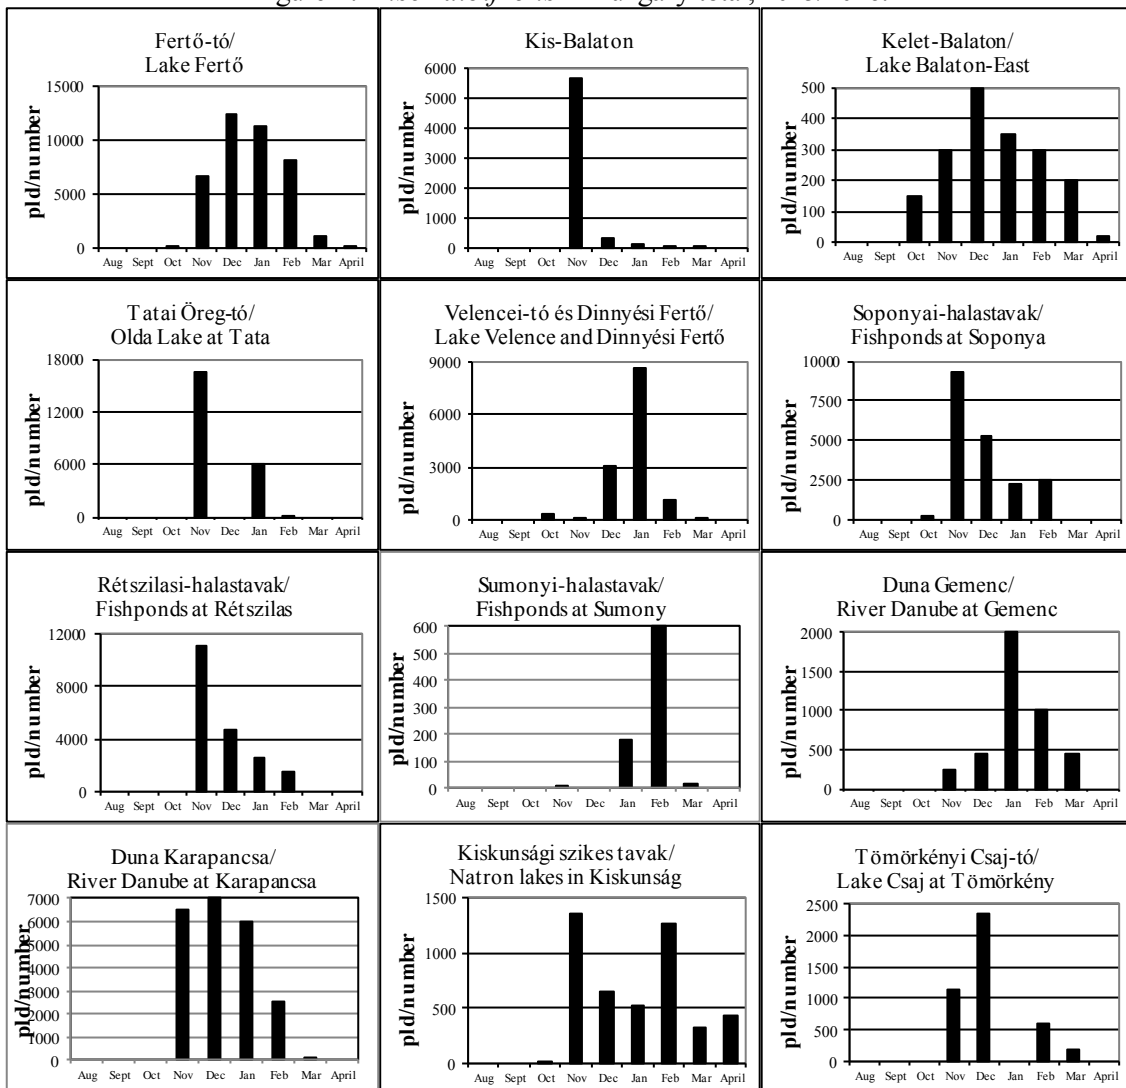 Hungary total,
Fertő-tó/
Lake Fertő
pld/number
15000
10000
5000
0
Aug Sept Oct Nov Dec Jan Feb Mar April
Kis-Balaton
pld/number
6000
5000
4000
3000
2000
1000
0
Aug Sept Oct Nov Dec Jan Feb Mar April
Kelet-Balaton/
Lake Balaton-East
pld/number
500
400
300
200
100
0
Aug Sept Oct Nov Dec Jan Feb Mar April
Tatai Öreg-tó/
Olda Lake at Tata
pld/number
18000
12000
6000
0
Aug Sept Oct Nov Dec Jan Feb Mar April
Velencei-tó és Dinnyési Fertő/
Lake Velence and Dinnyési Fertő
pld/number
9000
6000
3000
0
Aug Sept Oct Nov Dec Jan Feb Mar April
Soponyai-halastavak/
Fishponds at Soponya
pld/number
10000
7500
5000
2500
0
Aug Sept Oct Nov Dec Jan Feb Mar April
Rétszilasi-halastavak/
Fishponds at Rétszilas
pld/number
12000
8000
4000
0
Aug Sept Oct Nov Dec Jan Feb Mar April
Sumonyi-halastavak/
Fishponds at Sumony
pld/number
600
500
400
300
200
100
0
Aug Sept Oct Nov Dec Jan Feb Mar April
Duna Gemenc/
River Danube at Gemenc
pld/number
2000
1500
1000
500
0
Aug Sept Oct Nov Dec Jan Feb Mar April
Duna Karapancsa/
River Danube at Karapancsa
pld/number
7000
6000
5000
4000
3000
2000
1000
0
Aug Sept Oct Nov Dec Jan Feb Mar April
Kiskunsági szikes tavak/
Natron lakes in Kiskunság
pld/number
1500
1000
500
0
Aug Sept Oct Nov Dec Jan Feb Mar April
Tömörkényi Csaj-tó/
Lake Csaj at Tömörkény
pld/number
2500
2000
1500
1000
500
0
Aug Sept Oct Nov Dec Jan Feb Mar April